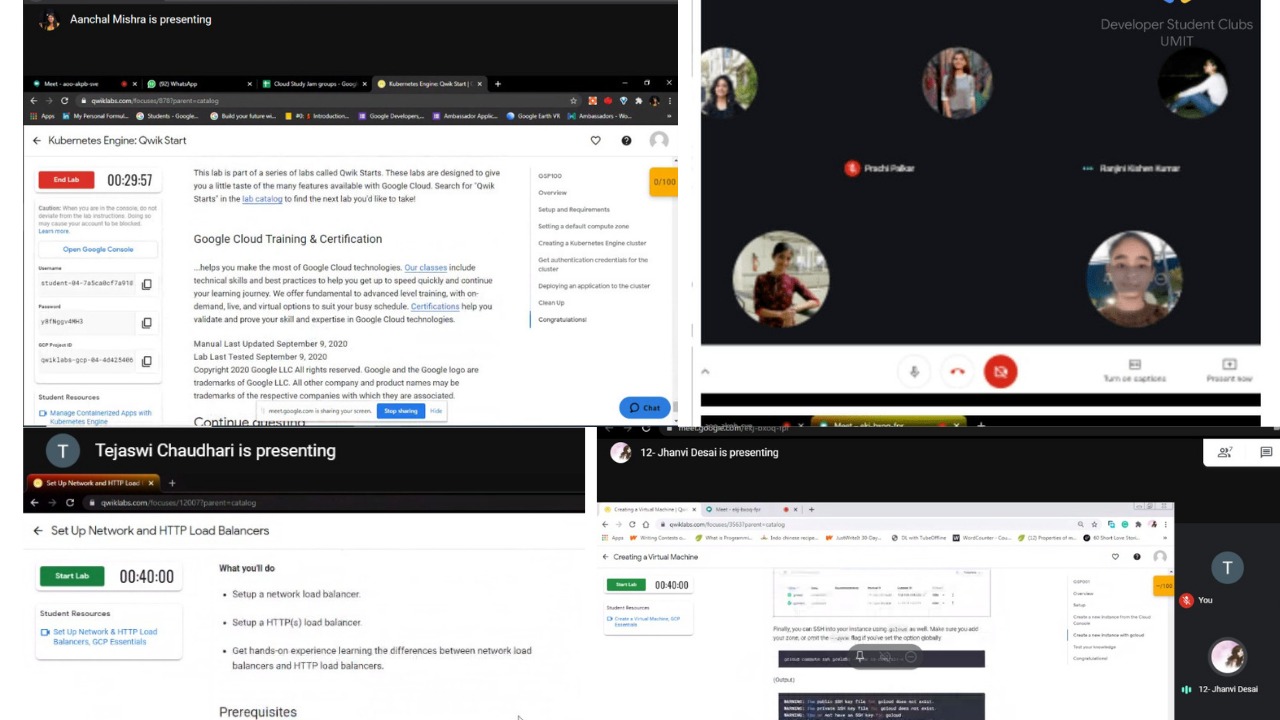 Aanchal Mishra is presenting
Meet - aoo-akpb-sve
(92) WhatsApp
Cloud Study Jam groups - Googl
Kubernetes Engine: Qwik Start |
qwiklabs.com/focuses/878?parent=catalog
Apps
In My Personal Formul...
Students - Google...
Build your future wi...
#0: 1 Introduction...
Google Developers,...
Ambassador Applic...
Google Earth VR
Ambassadors - Wo...
Kubernetes Engine: Qwik Start
End Lab
00:29:57
Caution: When you are in the console, do not
deviate from the lab instructions. Doing so
may cause your account to be blocked.
Learn more.
Open Google Console
Username
student-04-7a5ca0cf7a91
Password
GCP Project ID
qwiklabs-gcp-04-4d425406
Student Resources
Manage Containerized Apps with
Kubernetes Engine
This lab is part of a series of labs called Qwik Starts. These labs are designed to give
you a little taste of the many features available with Google Cloud. Search for "Qwik
Starts" in the lab catalog to find the next lab you'd like to take!
Google Cloud Training & Certification
...helps you make the most of Google Cloud technologies. Our classes include
technical skills and best practices to help you get up to speed quickly and continue
your learning journey. We offer fundamental to advanced level training, with on-
demand, live, and virtual options to suit your busy schedule. Certifications help you
validate and prove your skill and expertise in Google Cloud technologies.
Manual Last Updated September 9, 2020
Lab Last Tested September 9, 2020
Copyright 2020 Google LLC All rights reserved. Google and the Google logo are
trademarks of Google LLC. All other company and product names may be
trademarks of the respective companies with which they are associated.
Continue questing
meet.google.com is sharing your screen.
Stop sharing
Hide
GSP100
Overview
Setup and Requirements
Setting a default compute zone
Creating a Kubernetes Engine cluster
Get authentication credentials for the
cluster
Deploying an application to the cluster
Clean Up
Congratulations!
0/100
Chat
Developer Student Clubs
UMIT
Prachi Palkar
Ranjini Kishen Kumar
Turn on captions
Present now
T
Tejaswi Chaudhari is presenting
Set Up Network and HTTP Load
qwiklabs.com/focuses/12007?parent=catalog
Set Up Network and HTTP Load Balancers
Start Lab
00:40:00
Student Resources
Set Up Network & HTTP Load
Balancers, GCP Essentials
What you'll do
• Setup a network load balancer.
• Setup a HTTP(s) load balancer.
• Get hands-on experience learning the differences between network
load balancers and HTTP load balancers.
Prerequisites
12- Jhanvi Desai is presenting
Creating a Virtual Machine | Qwi
qwiklabs.com/focuses/3563?parent=catalog
Apps
Writing Contests o...
What is Programmi...
Indo chinese recipe...
JustWriteIt 30-Day...
DL with TubeOffline
WordCounter - Cou...
(12) Properties of m...
60 Short Love Stori...
Creating a Virtual Machine
Start Lab
00:40:00
Student Resources
Create a Virtual Machine, GCP
Essentials
Finally, you can SSH into your instance using gcloud as well. Make sure you add
your zone, or omit the --zone flag if you've set the option globally.
(Output)
WARNING: The public SSH key file for gcloud does not exist.
WARNING: The private SSH key file for gcloud does not exist.
GSP001
Overview
Setup
Create a new instance from the Cloud
Console
Create a new instance with gcloud
Test your knowledge
Congratulations!
--/100
T
You
12- Jhanvi Desai